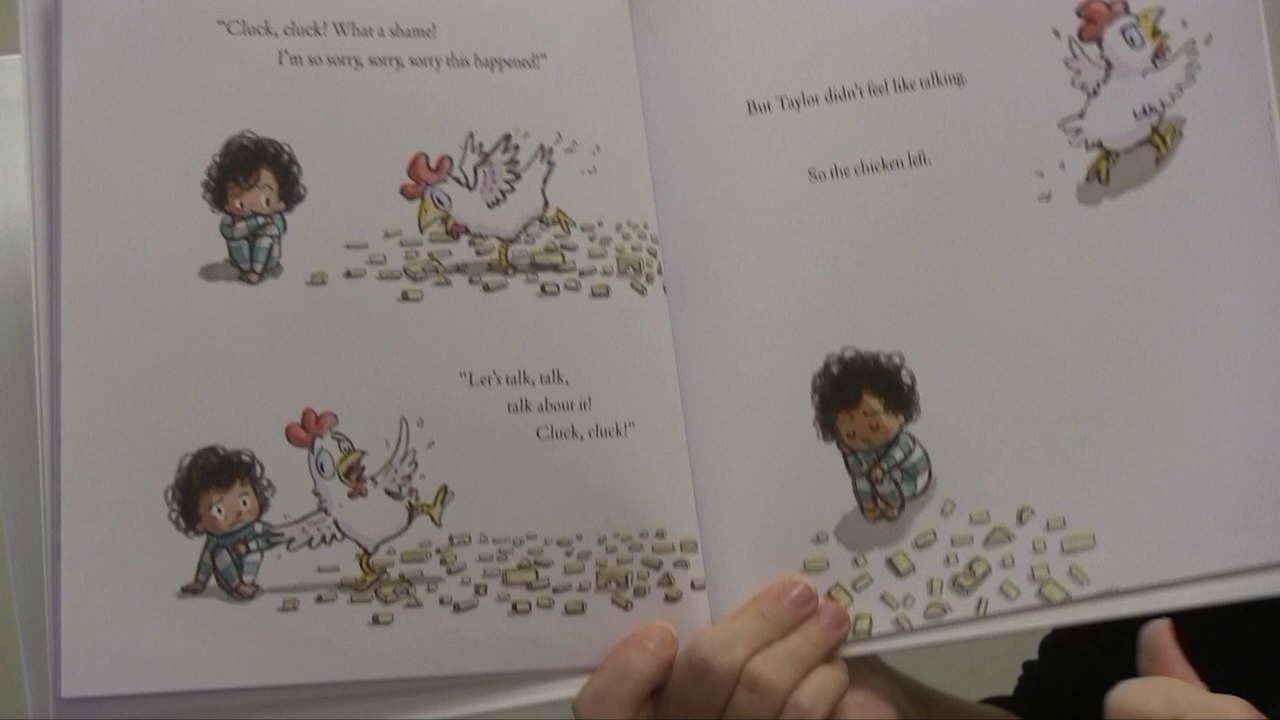 "Cluck, cluck! What a shame!
I'm so sorry, sorry, sorry this happened!"
"Let's talk, talk,
talk about it!
Cluck, cluck!"
But Taylor didn't feel like talking.
So the chicken left.